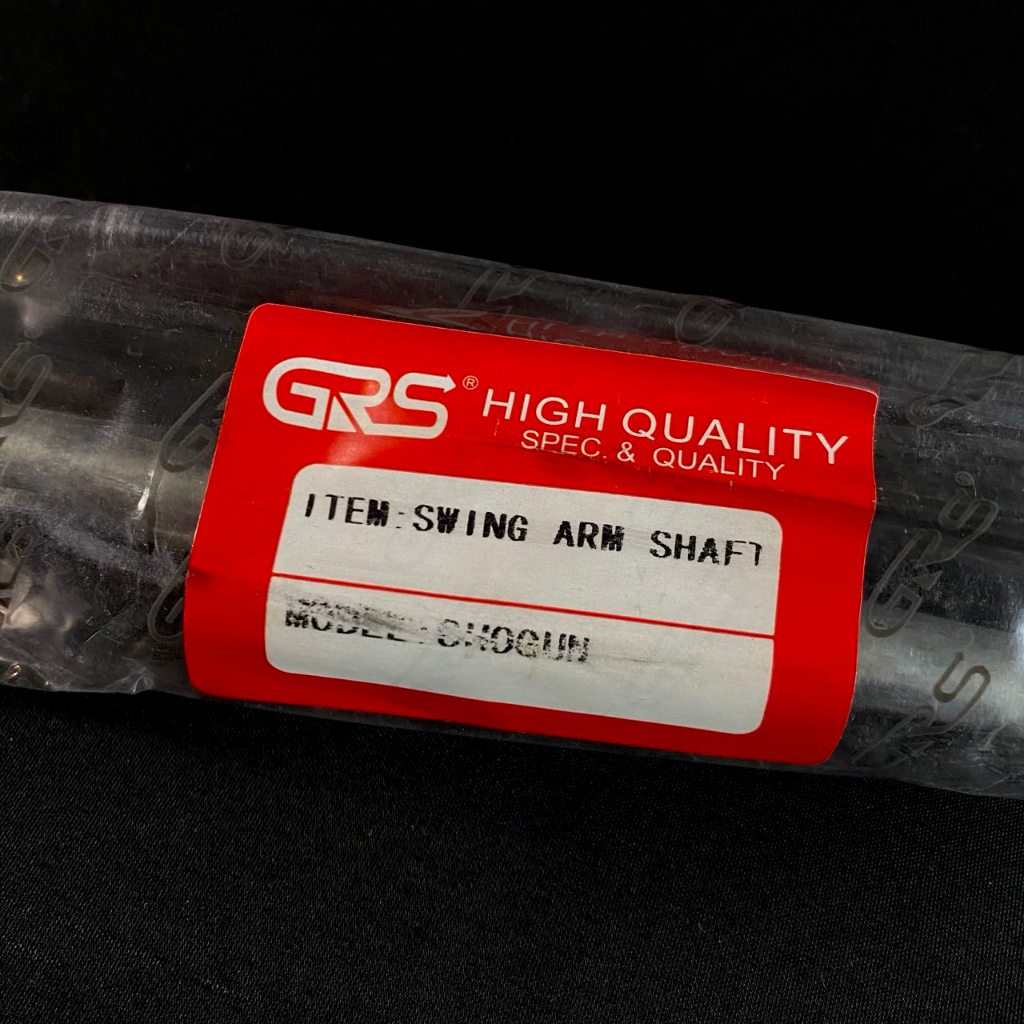 GRS® HIGH QUALITY
SPEC. & QUALITY
ITEM:SWING ARM SHAFT
MODEL:SHOGUN